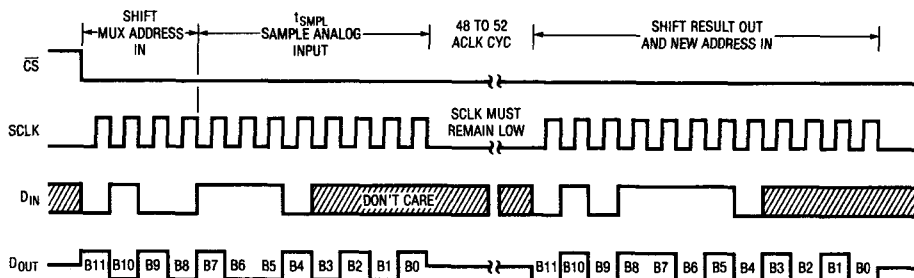 SHIFT
MUX ADDRESS
IN
tSMPL
SAMPLE ANALOG
INPUT
48 TO 52
ACLK CYC
SHIFT RESULT OUT
AND NEW ADDRESS IN
CS
SCLK
SCLK MUST
REMAIN LOW
DIN
DON'T CARE
DOUT
B11 B10 B9 B8 B7 B6 B5 B4 B3 B2 B1 B0
B11 B10 B9 B8 B7 B6 B5 B4 B3 B2 B1 B0